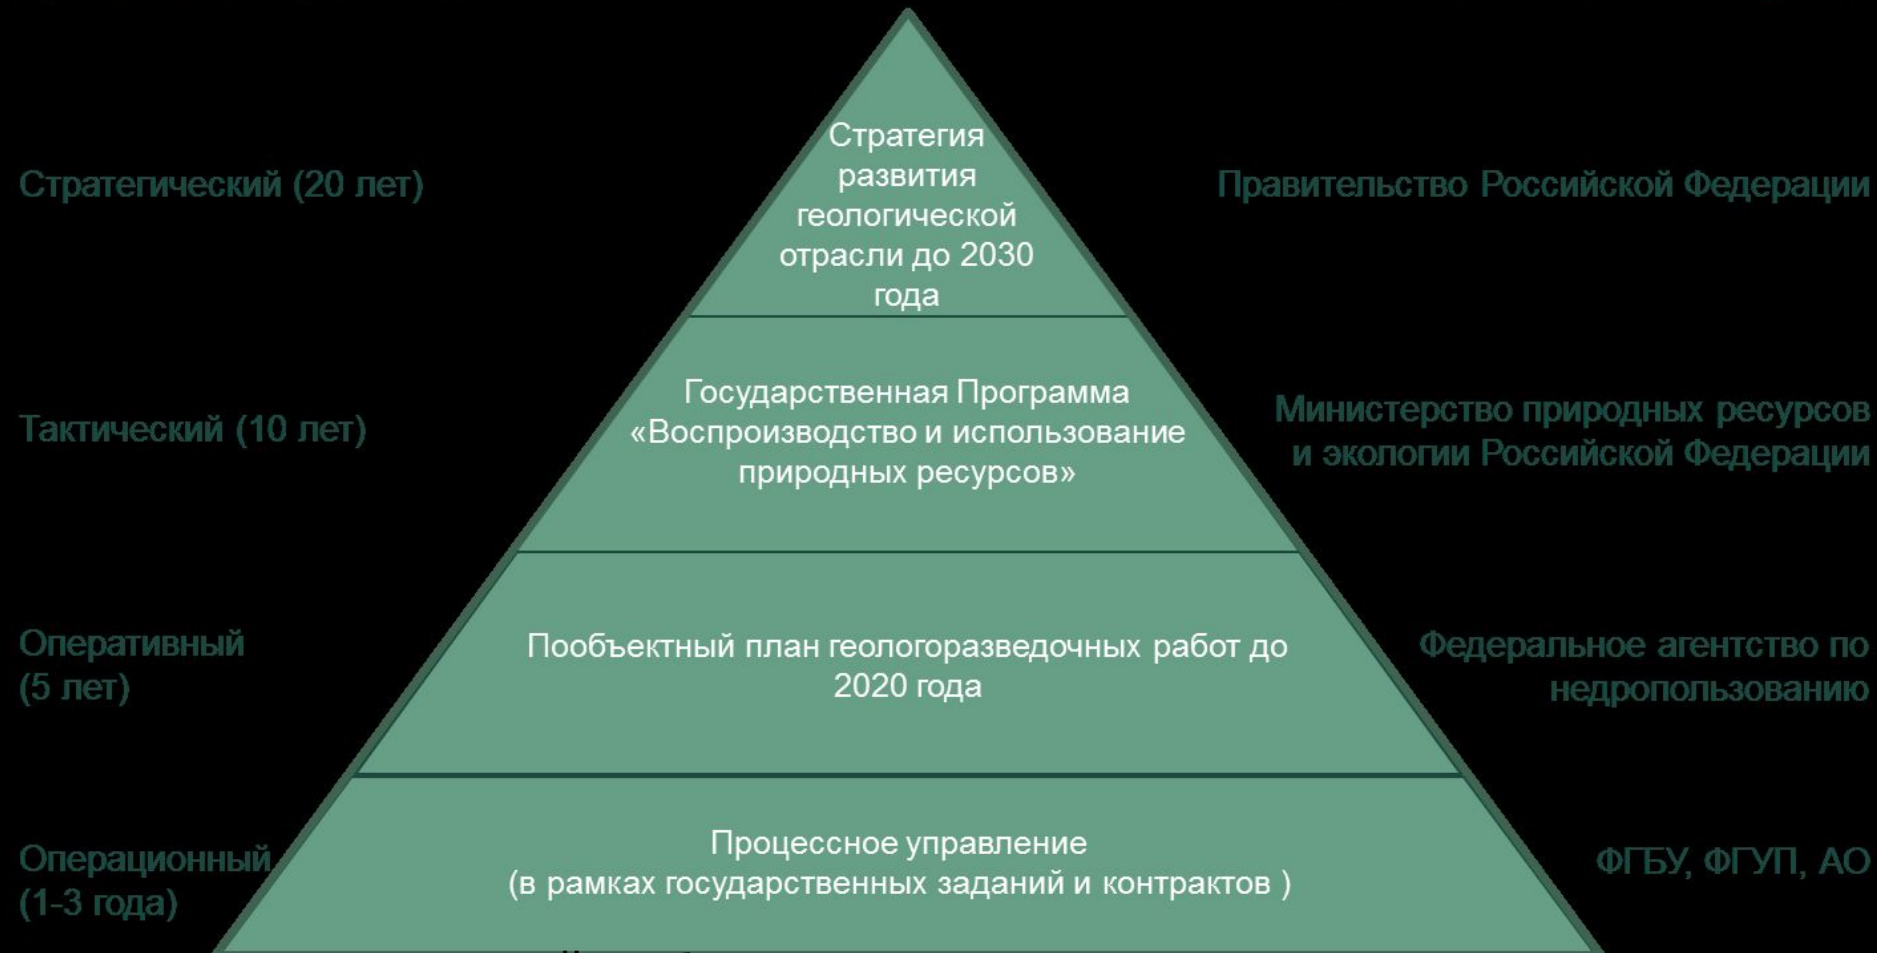 Стратегический (20 лет)
Стратегия
развития
геологической
отрасли до 2030
года
Правительство Российской Федерации
Тактический (10 лет)
Государственная Программа
«Воспроизводство и использование
природных ресурсов»
Министерство природных ресурсов
и экологии Российской Федерации
Оперативный
(5 лет)
Пообъектный план геологоразведочных работ до
2020 года
Федеральное агентство по
недропользованию
Операционный
(1-3 года)
Процессное управление
(в рамках государственных заданий и контрактов )
ФГБУ, ФГУП, АО